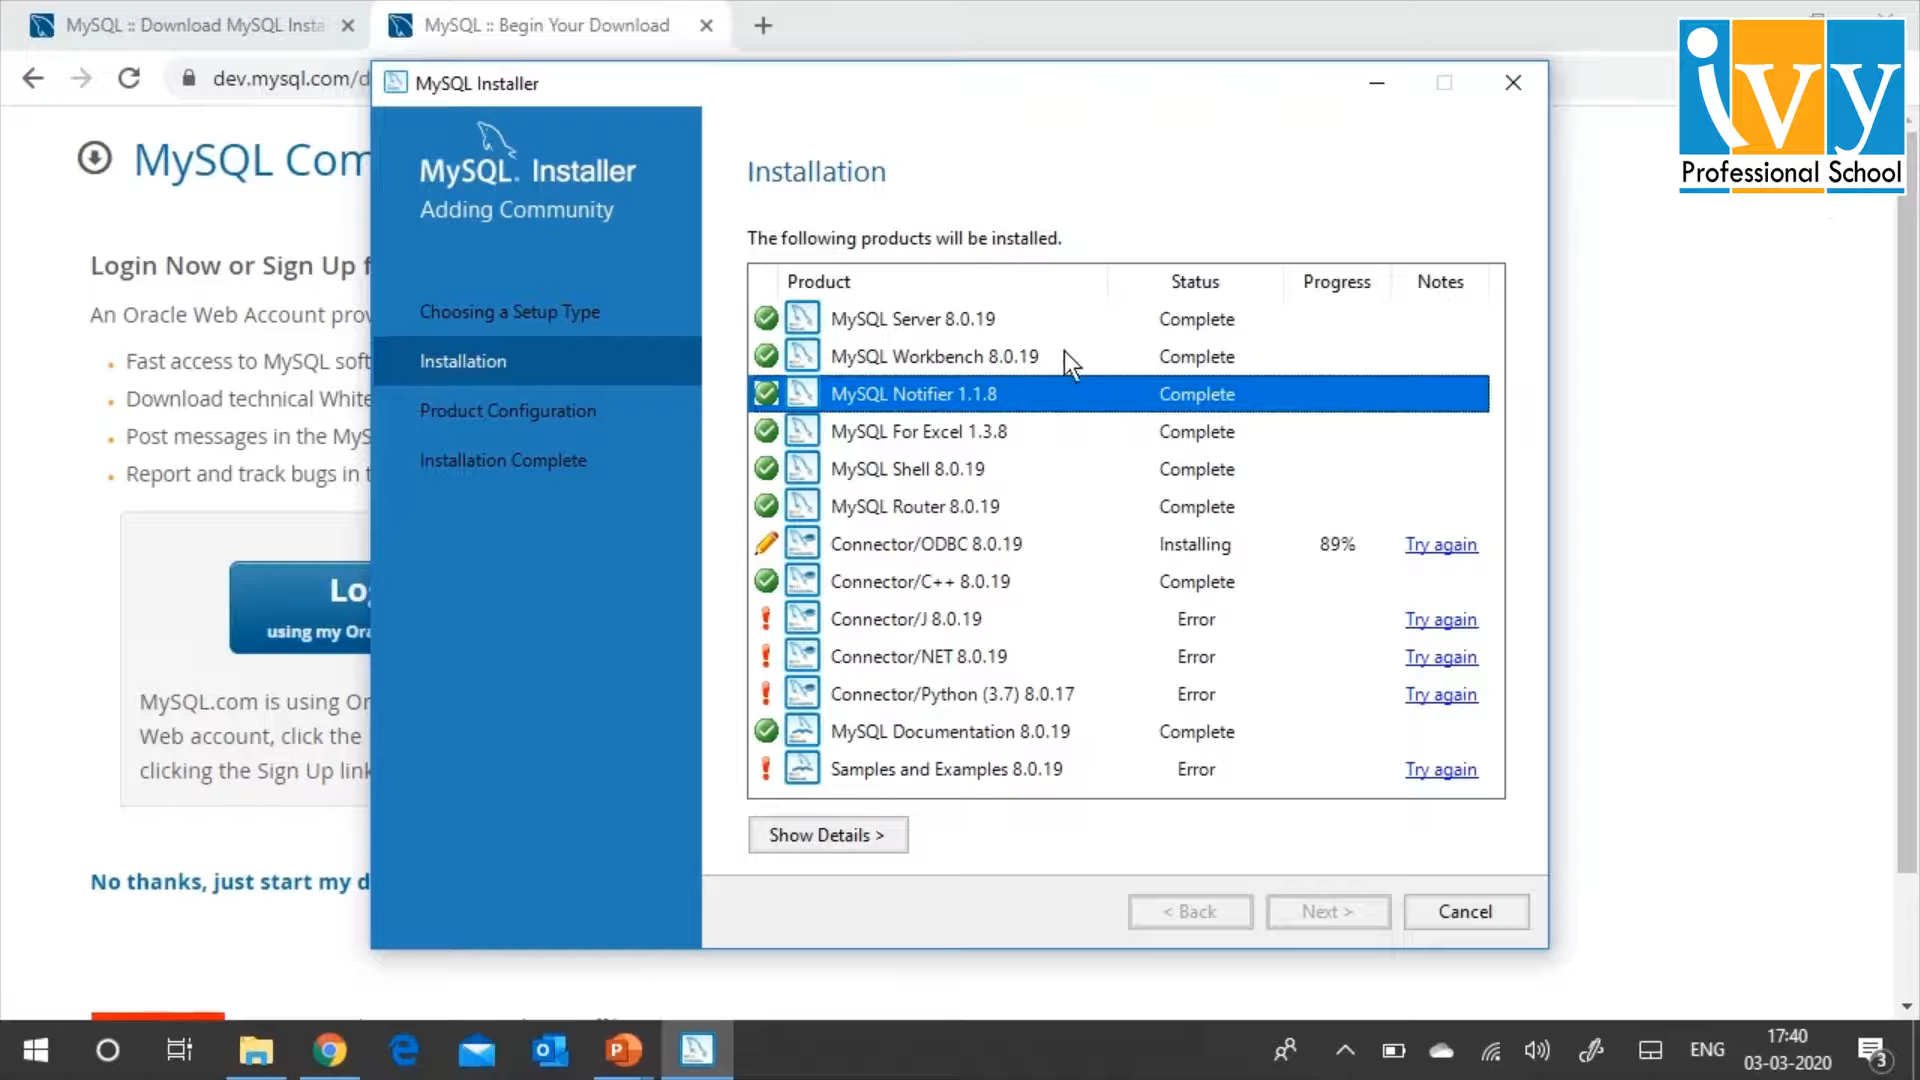 MySQL :: Download MySQL Insta
MySQL :: Begin Your Download
dev.mysql.com/d
ivy
Professional School
MySQL Com
Login Now or Sign Up f
An Oracle Web Account prov
Fast access to MySQL soft
Download technical White
Post messages in the MyS
Report and track bugs in t
Log
using my Ora
MySQL.com is using Or
Web account, click the
clicking the Sign Up link
No thanks, just start my d
MySQL Installer
MySQL. Installer
Adding Community
Choosing a Setup Type
Installation
Product Configuration
Installation Complete
Installation
The following products will be installed.
Product Status Progress Notes
MySQL Server 8.0.19 Complete
MySQL Workbench 8.0.19 Complete
MySQL Notifier 1.1.8 Complete
MySQL For Excel 1.3.8 Complete
MySQL Shell 8.0.19 Complete
MySQL Router 8.0.19 Complete
Connector/ODBC 8.0.19 Installing 89% Try again
Connector/C++ 8.0.19 Complete
Connector/J 8.0.19 Error Try again
Connector/NET 8.0.19 Error Try again
Connector/Python (3.7) 8.0.17 Error Try again
MySQL Documentation 8.0.19 Complete
Samples and Examples 8.0.19 Error Try again
Show Details >
< Back Next > Cancel
ENG
17:40
03-03-2020
3